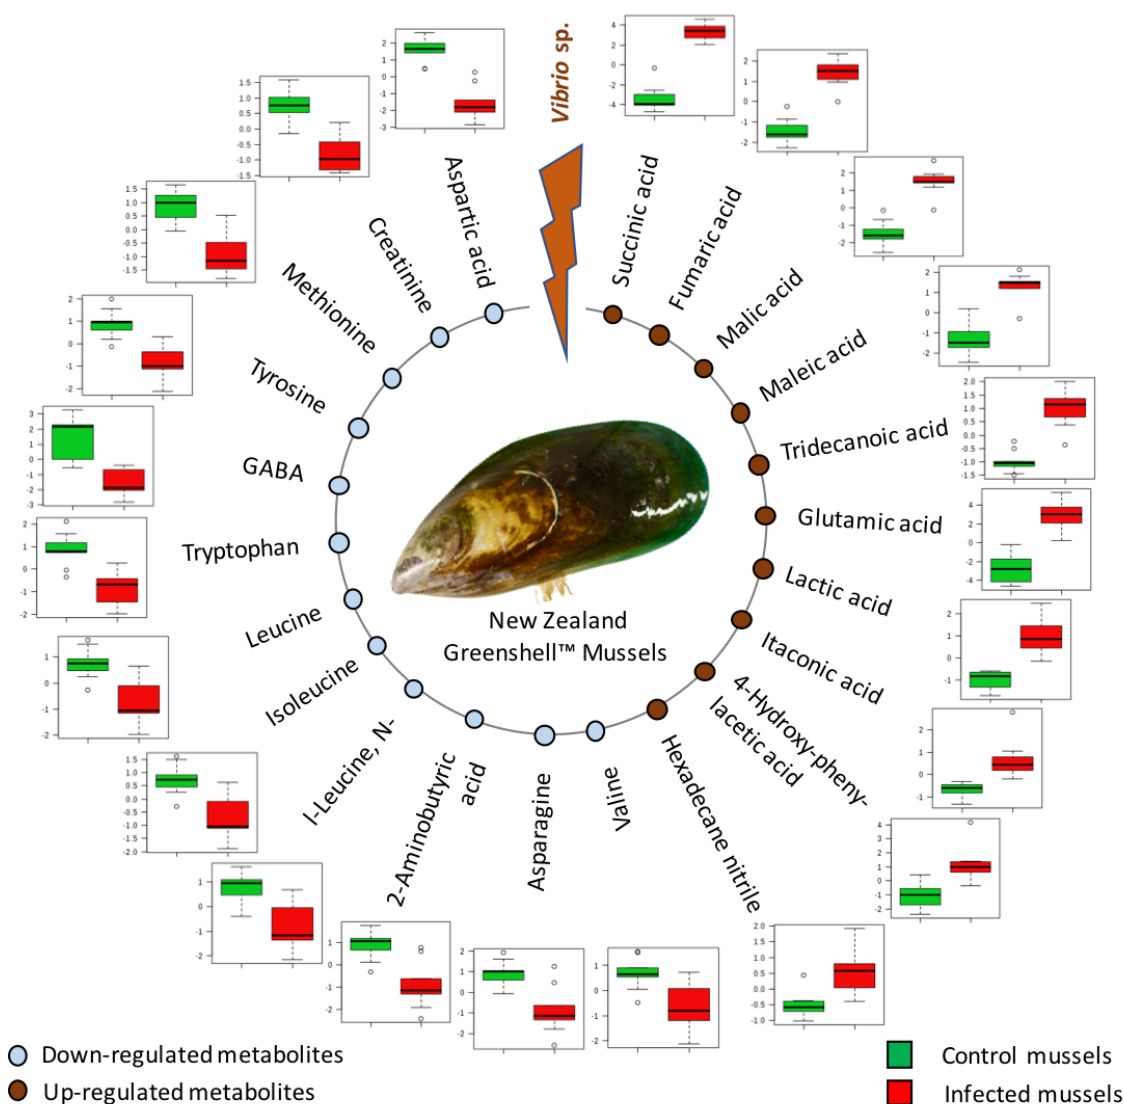 Vibrio sp.
Succinic acid
Fumaric acid
Malic acid
Maleic acid
Tridecanoic acid
Glutamic acid
Lactic acid
Itaconic acid
4-Hydroxy-pheny-
lacetic acid
Hexadecane nitrile
Valine
Asparagine
2-Aminobutyric
acid
l-Leucine, N-
Isoleucine
Leucine
Tryptophan
GABA
Tyrosine
Methionine
Creatinine
Aspartic acid
New Zealand
Greenshell™ Mussels
Down-regulated metabolites
Up-regulated metabolites
Control mussels
Infected mussels